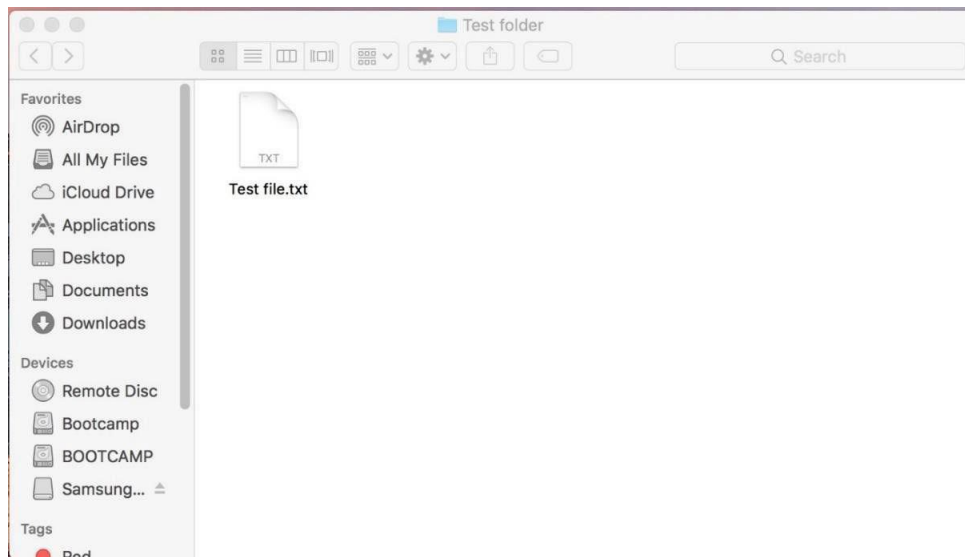 Test folder
Search
Favorites
AirDrop
All My Files
iCloud Drive
Applications
Desktop
Documents
Downloads
Devices
Remote Disc
Bootcamp
BOOTCAMP
Samsung...
Tags
Red
TXT
Test file.txt